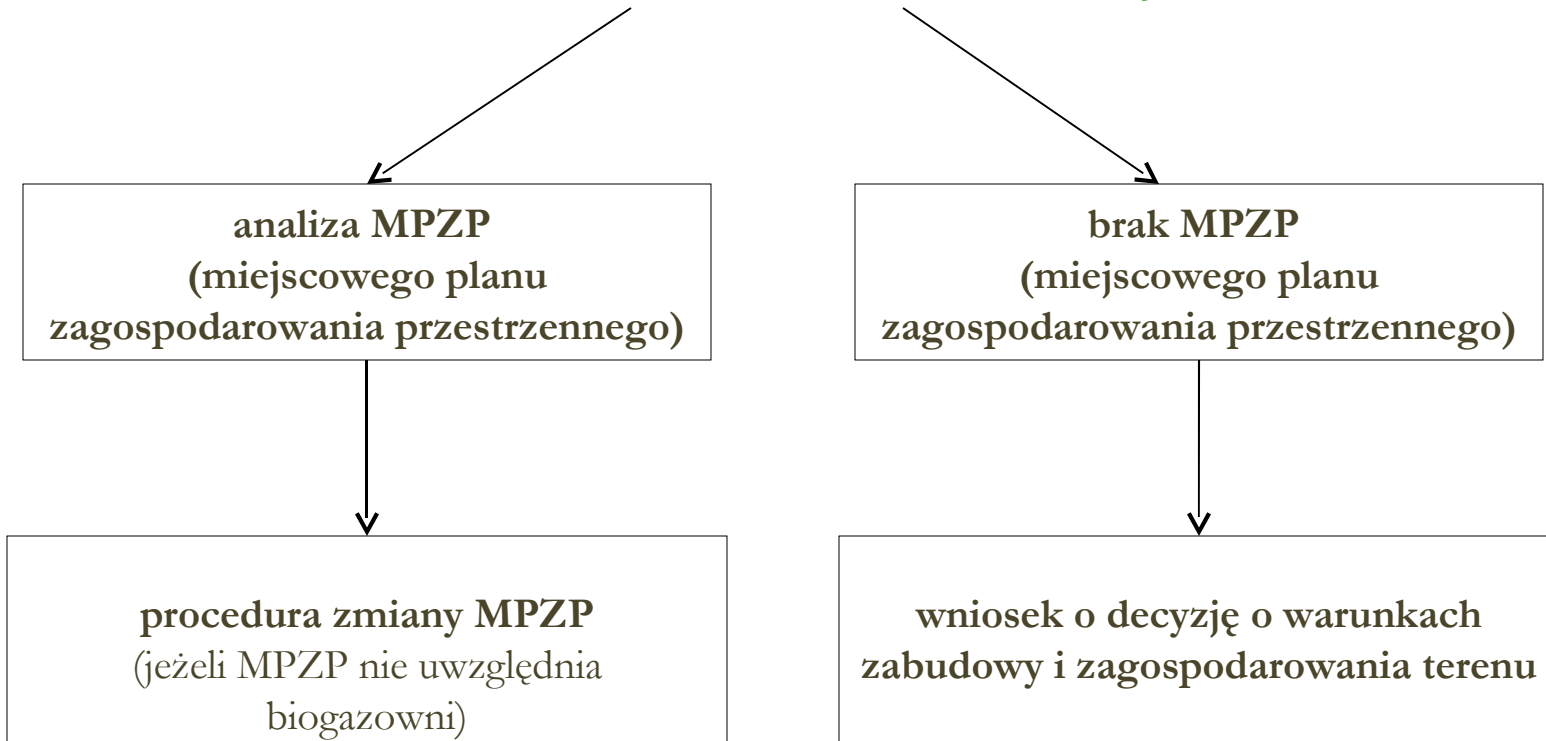 analiza MPZP
(miejscowego planu
zagospodarowania przestrzennego)
brak MPZP
(miejscowego planu
zagospodarowania przestrzennego)
procedura zmiany MPZP
(jeżeli MPZP nie uwzględnia
biogazowni)
wniosek o decyzję o warunkach
zabudowy i zagospodarowania terenu